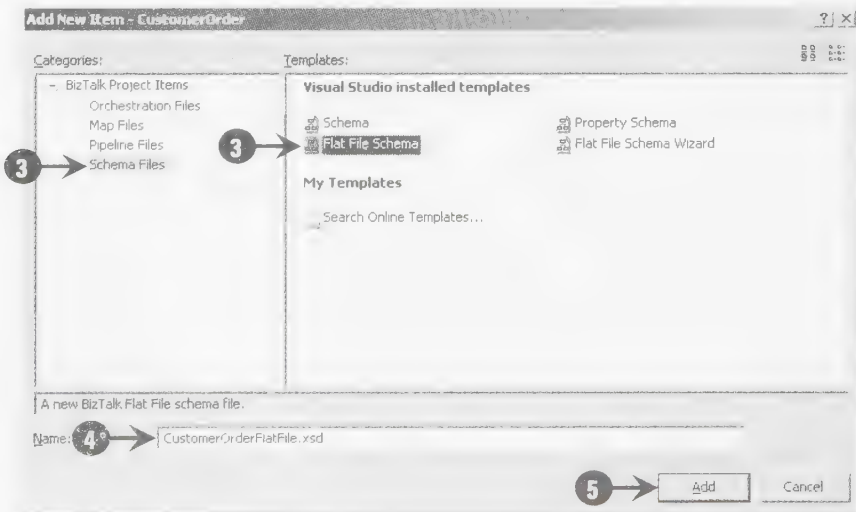 Add New Item - CustomerOrder
Categories:
Templates:
- BizTalk Project Items
Orchestration Files
Map Files
Pipeline Files
3 Schema Files
Visual Studio installed templates
Schema
Property Schema
3 Flat File Schema
Flat File Schema Wizard
My Templates
Search Online Templates...
A new BizTalk Flat File schema file.
Name: 4 CustomerOrderFlatFile.xsd
5 Add
Cancel